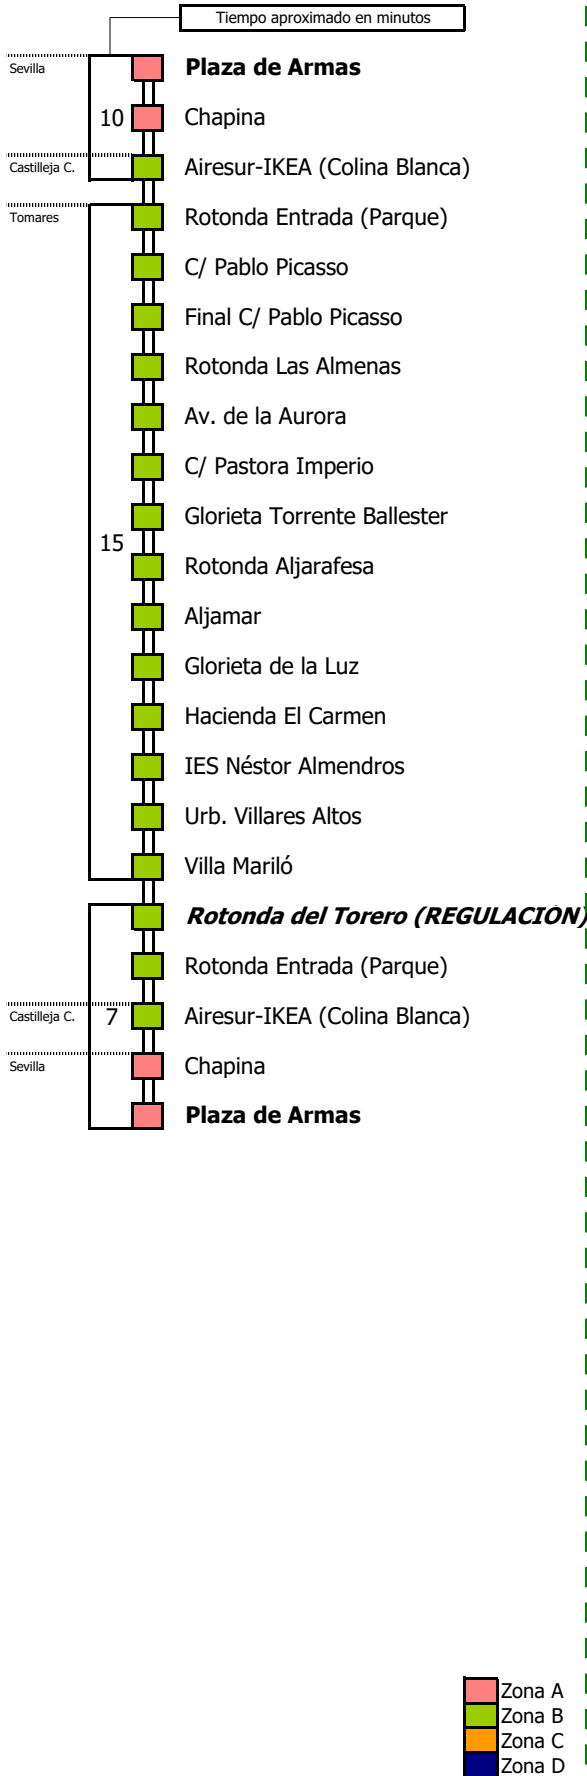 Tiempo aproximado en minutos
Sevilla
Plaza de Armas
10
Chapina
Castilleja C.
Airesur-IKEA (Colina Blanca)
Tomares
Rotonda Entrada (Parque)
C/ Pablo Picasso
Final C/ Pablo Picasso
Rotonda Las Almenas
Av. de la Aurora
C/ Pastora Imperio
Glorieta Torrente Ballester
15
Rotonda Aljarafesa
Aljamar
Glorieta de la Luz
Hacienda El Carmen
IES Néstor Almendros
Urb. Villares Altos
Villa Mariló
Rotonda del Torero (REGULACIÓN)
Rotonda Entrada (Parque)
Castilleja C.
7
Airesur-IKEA (Colina Blanca)
Sevilla
Chapina
Plaza de Armas
Zona A
Zona B
Zona C
Zona D